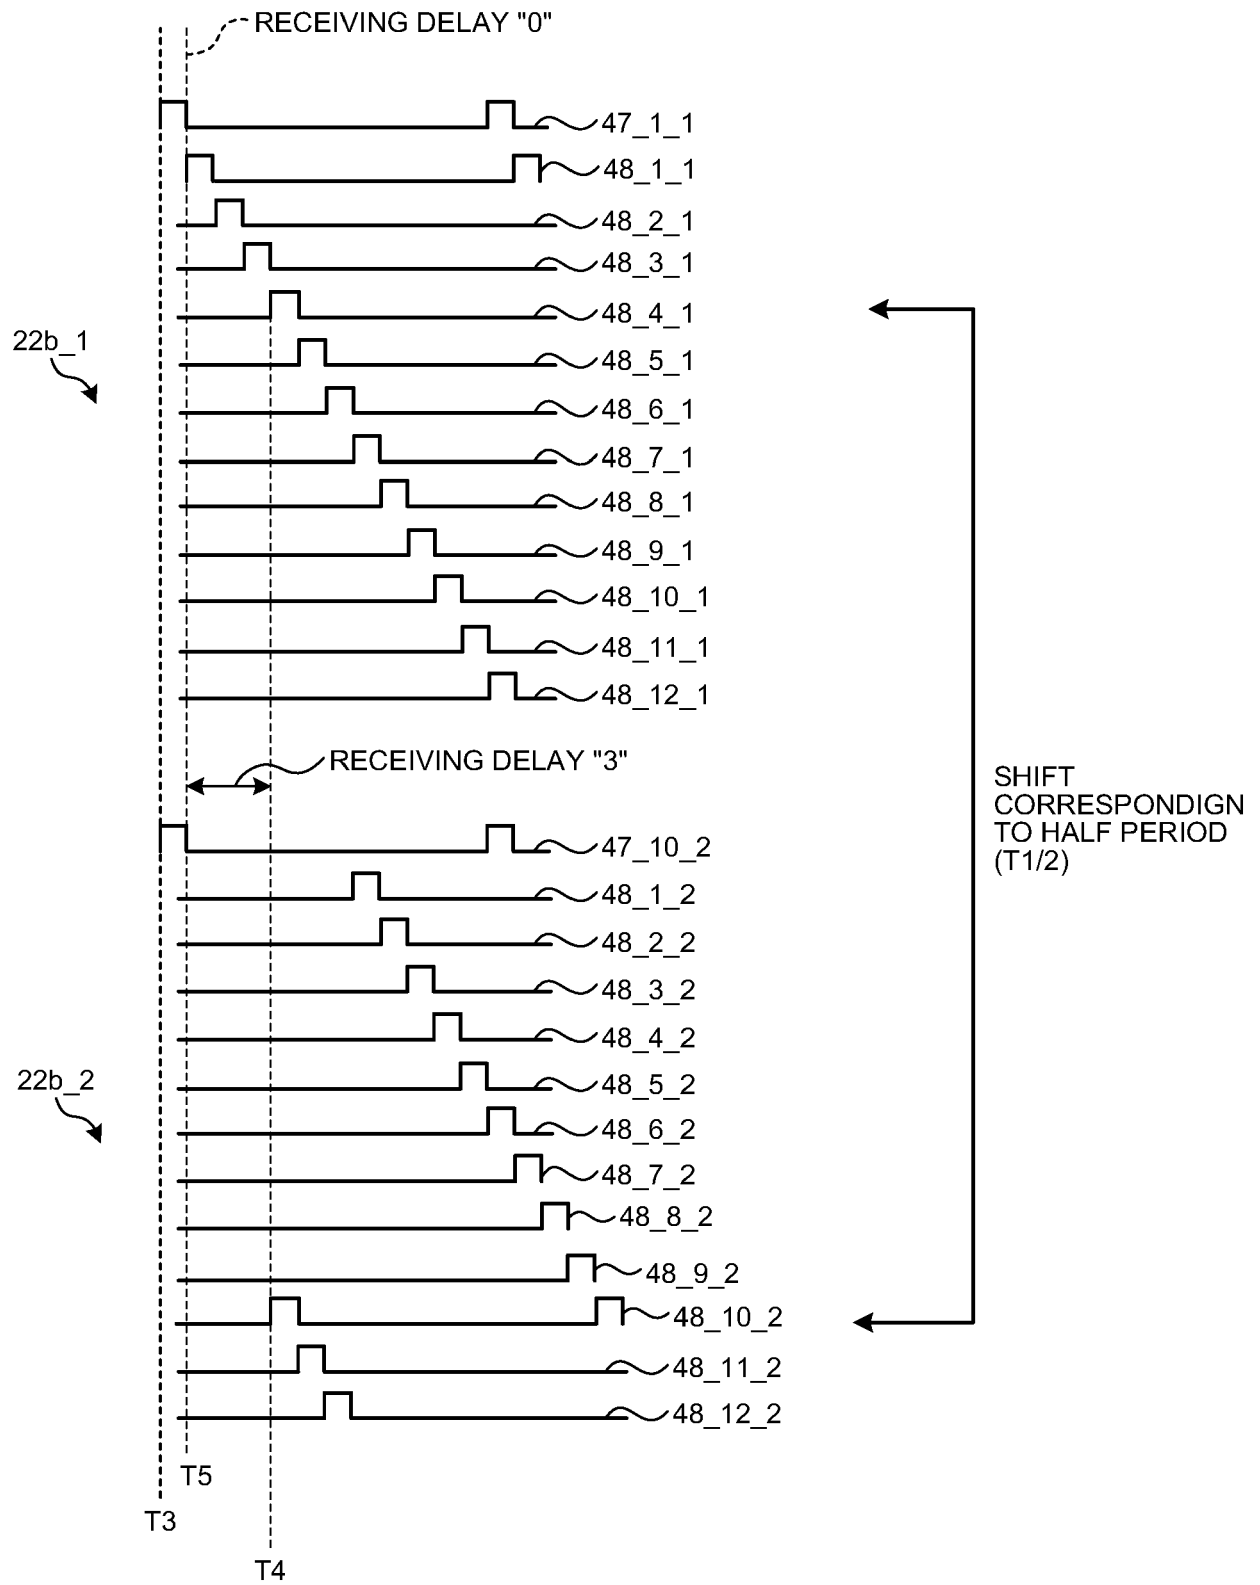 RECEIVING DELAY "0"
47_1_1
48_1_1
48_2_1
48_3_1
48_4_1
22b_1
48_5_1
48_6_1
48_7_1
48_8_1
48_9_1
48_10_1
48_11_1
48_12_1
RECEIVING DELAY "3"
SHIFT
CORRESPONDIGN
TO HALF PERIOD
(T1/2)
47_10_2
48_1_2
48_2_2
48_3_2
48_4_2
22b_2
48_5_2
48_6_2
48_7_2
48_8_2
48_9_2
48_10_2
48_11_2
48_12_2
T5
T3
T4